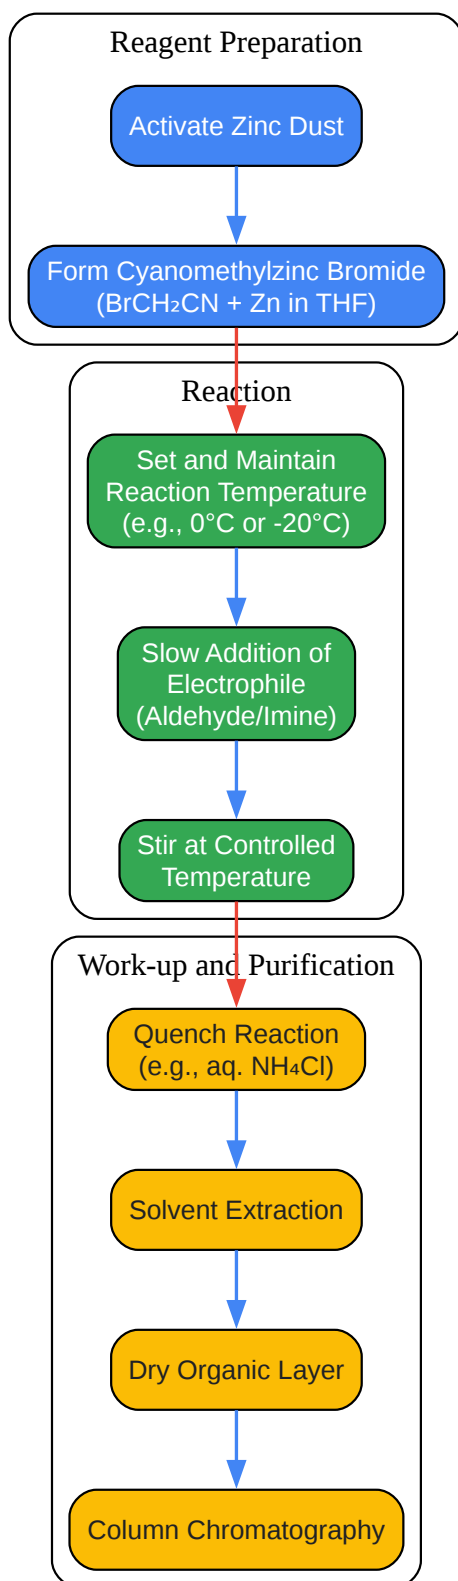 Reagent Preparation
Activate Zinc Dust
Form Cyanomethylzinc Bromide
(BrCH₂CN + Zn in THF)
Reaction
Set and Maintain
Reaction Temperature
(e.g., 0°C or -20°C)
Slow Addition of
Electrophile
(Aldehyde/Imine)
Stir at Controlled
Temperature
Work-up and Purification
Quench Reaction
(e.g., aq. NH₄Cl)
Solvent Extraction
Dry Organic Layer
Column Chromatography